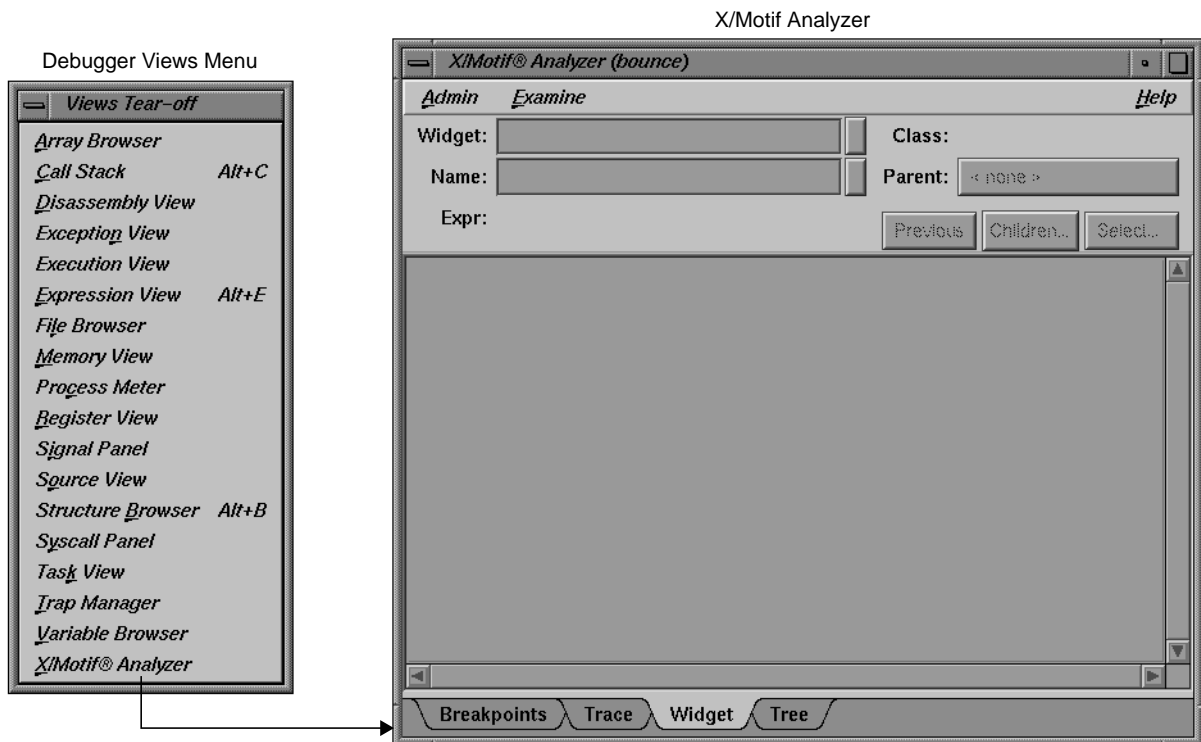 X/Motif Analyzer
Debugger Views Menu
Views Tear-off
Array Browser
Call Stack Alt+C
Disassembly View
Exception View
Execution View
Expression View Alt+E
File Browser
Memory View
Process Meter
Register View
Signal Panel
Source View
Structure Browser Alt+B
Syscall Panel
Task View
Trap Manager
Variable Browser
X/Motif® Analyzer
X/Motif® Analyzer (bounce)
Admin Examine Help
Widget: Class:
Name: Parent: < none >
Expr: Previous Children... Select...
Breakpoints Trace Widget Tree